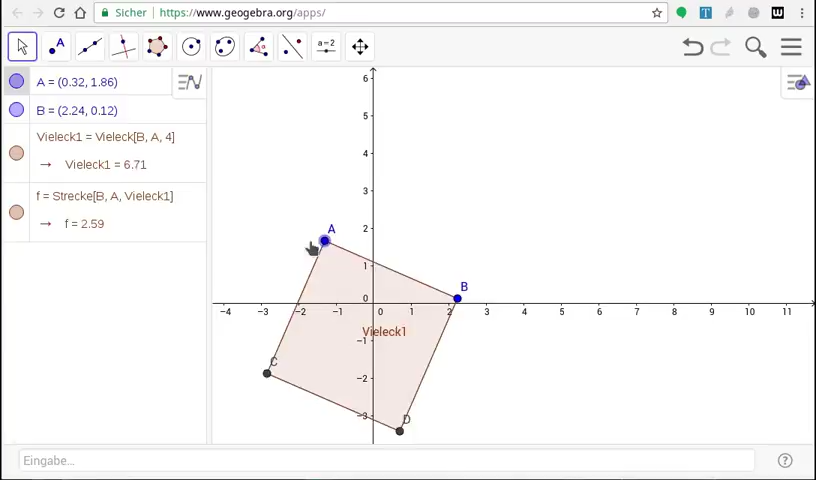 Sicher https://www.geogebra.org/apps/
T W
A a=2
A = (0.32, 1.86)
B = (2.24, 0.12)
Vieleck1 = Vieleck[B, A, 4]
→ Vieleck1 = 6.71
f = Strecke[B, A, Vieleck1]
→ f = 2.59
6
5
4
3
2
A
1
B
0
−4 −3 −2 −1 0 1 2 3 4 5 6 7 8 9 10 11
Vieleck1
−1
C
−2
−3
D
Eingabe...
?